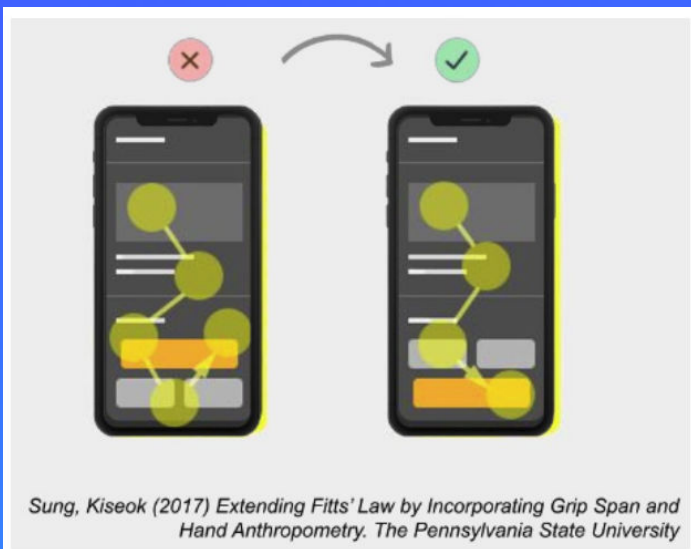 Sung, Kiseok (2017) Extending Fitts’ Law by Incorporating Grip Span and
Hand Anthropometry. The Pennsylvania State University